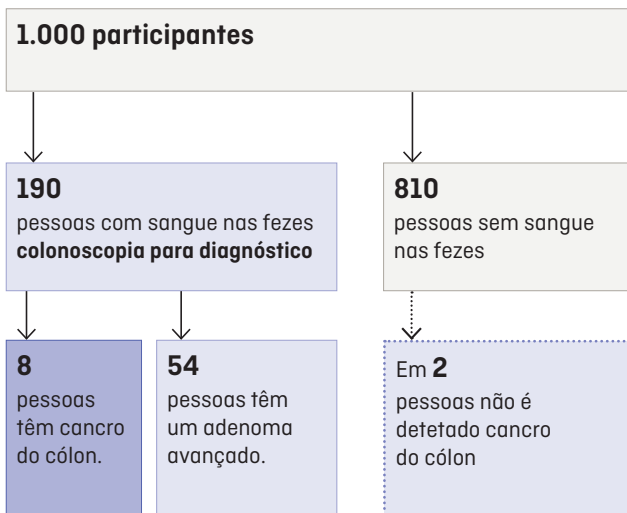 1.000 participantes
190
pessoas com sangue nas fezes
colonoscopia para diagnóstico
810
pessoas sem sangue
nas fezes
8
pessoas
têm cancro
do cólon.
54
pessoas têm
um adenoma
avançado.
Em 2
pessoas não é
detetado cancro
do cólon